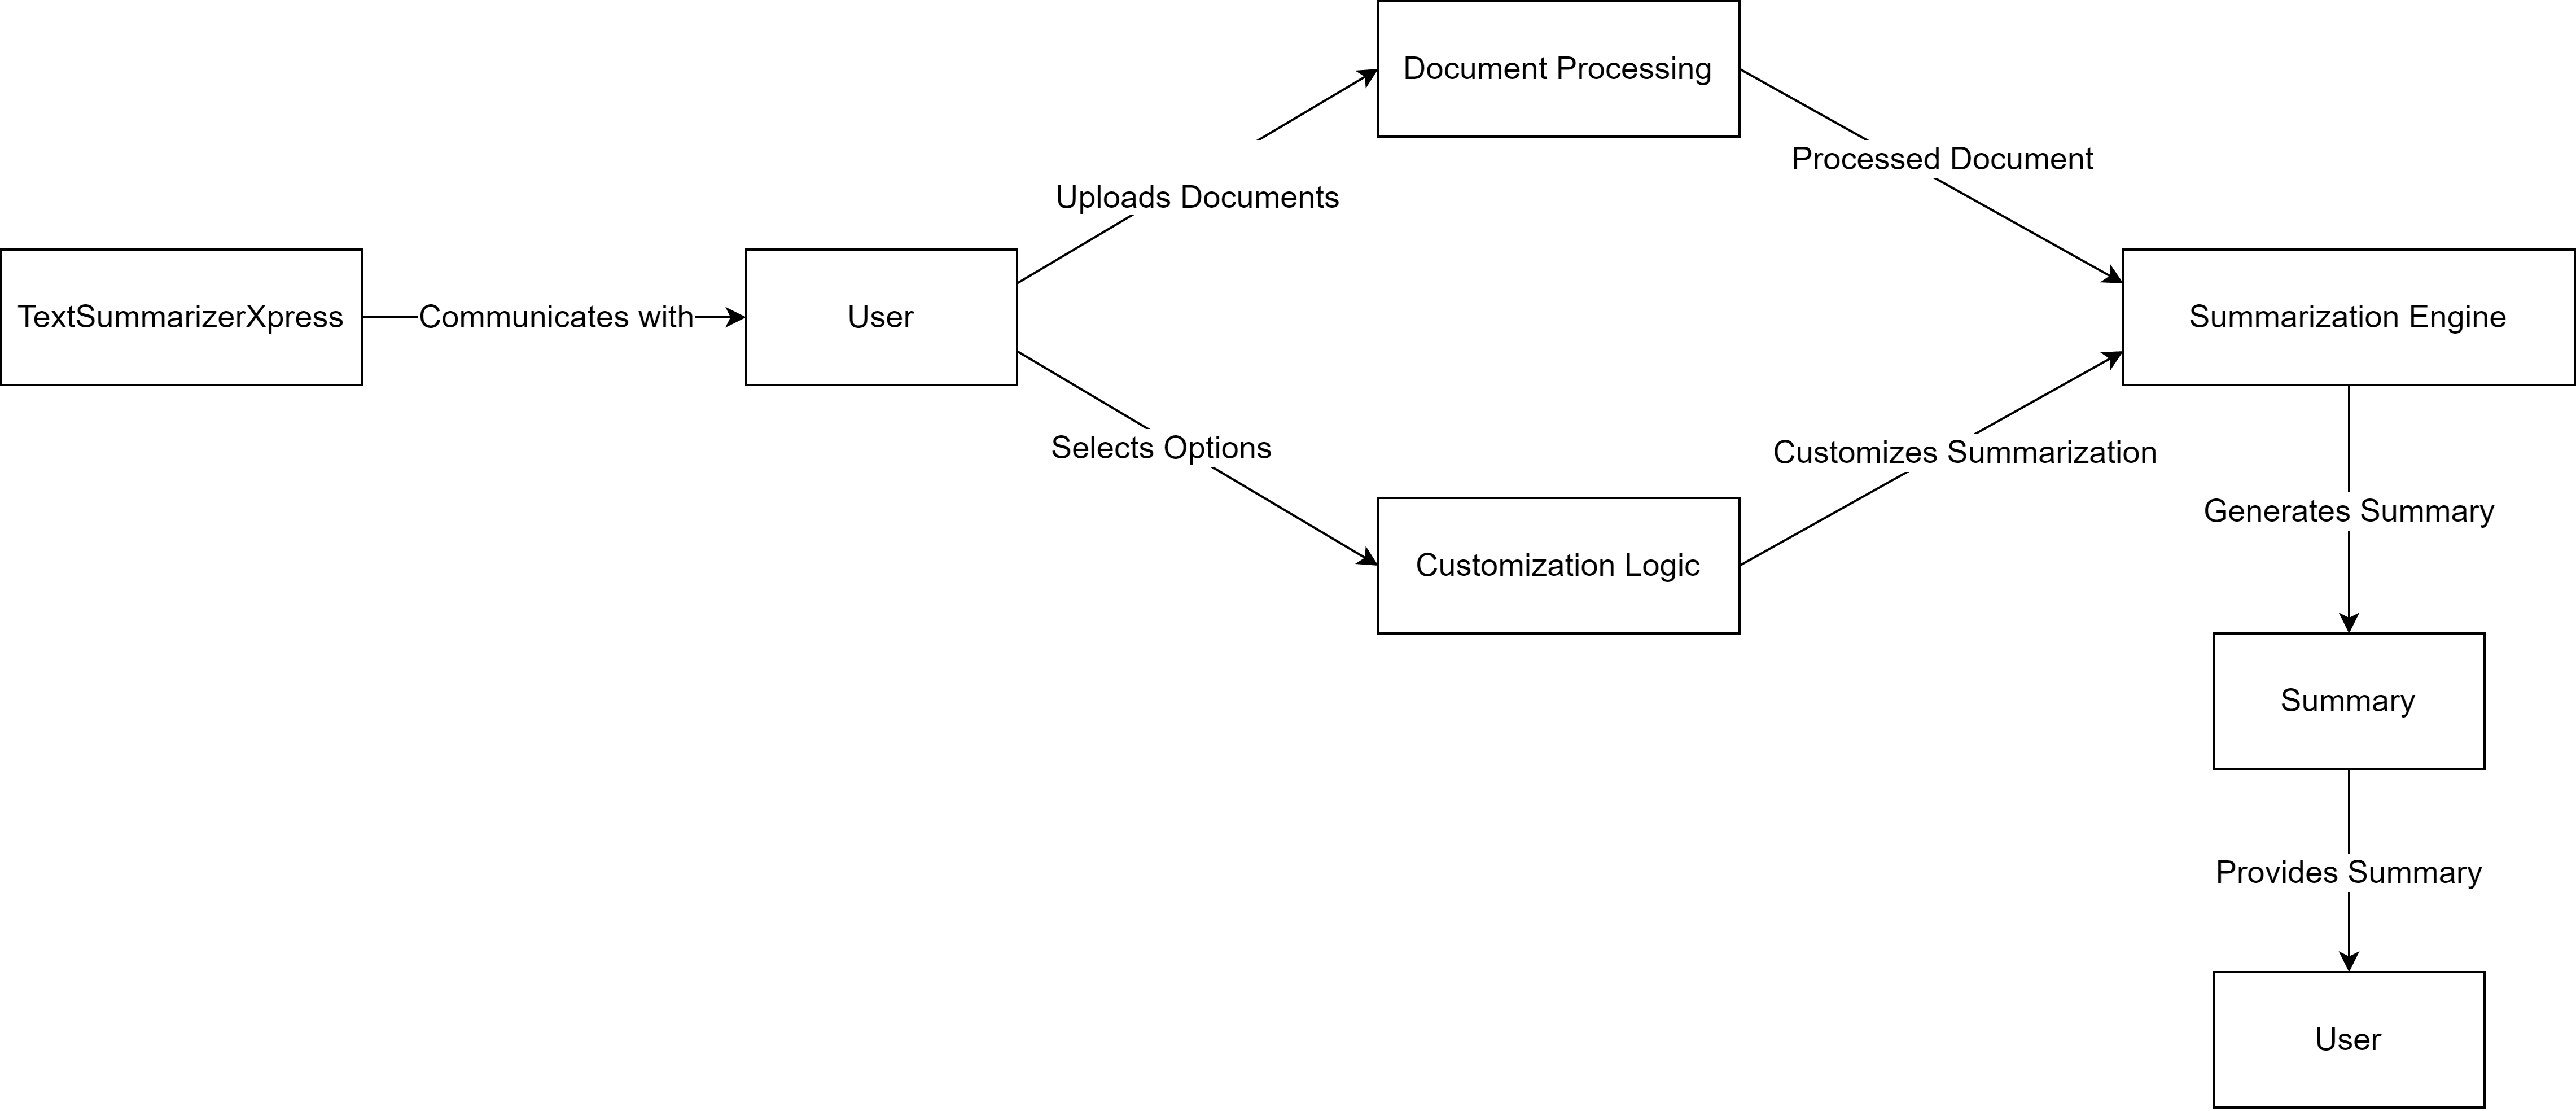 Document Processing
Processed Document
Uploads Documents
TextSummarizerXpress
Communicates with
User
Summarization Engine
Selects Options
Customizes Summarization
Generates Summary
Customization Logic
Summary
Provides Summary
User